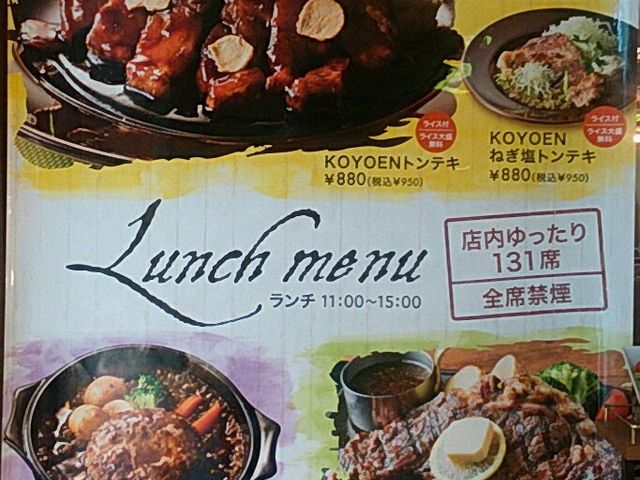 ライス付
ライス大盛
無料
KOYOENトンテキ
¥880(税込¥950)
ライス付
ライス大盛
無料
KOYOEN
ねぎ塩トンテキ
¥880(税込¥950)
Lunch menu
ランチ 11:00~15:00
店内ゆったり
131席
全席禁煙